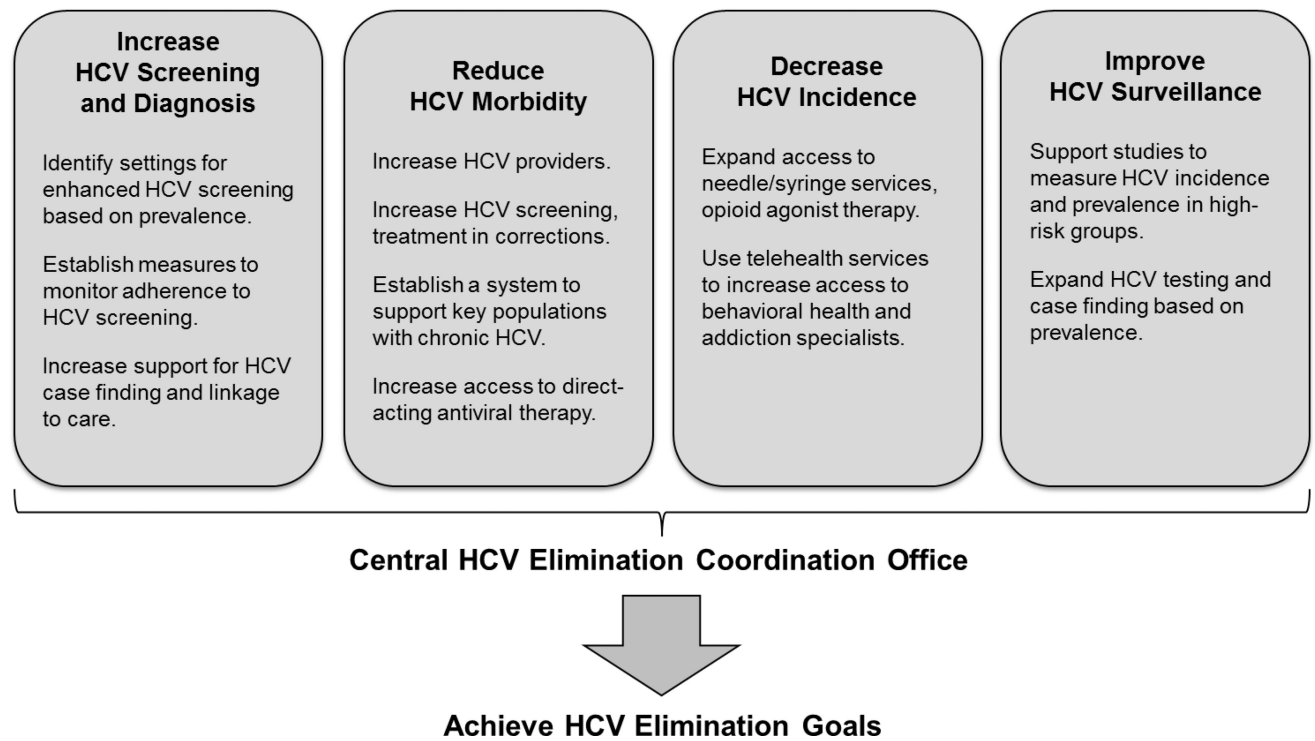 Increase
HCV Screening
and Diagnosis
Identify settings for
enhanced HCV screening
based on prevalence.
Establish measures to
monitor adherence to
HCV screening.
Increase support for HCV
case finding and linkage
to care.
Reduce
HCV Morbidity
Increase HCV providers.
Increase HCV screening,
treatment in corrections.
Establish a system to
support key populations
with chronic HCV.
Increase access to direct-
acting antiviral therapy.
Decrease
HCV Incidence
Expand access to
needle/syringe services,
opioid agonist therapy.
Use telehealth services
to increase access to
behavioral health and
addiction specialists.
Improve
HCV Surveillance
Support studies to
measure HCV incidence
and prevalence in high-
risk groups.
Expand HCV testing and
case finding based on
prevalence.
Central HCV Elimination Coordination Office
Achieve HCV Elimination Goals